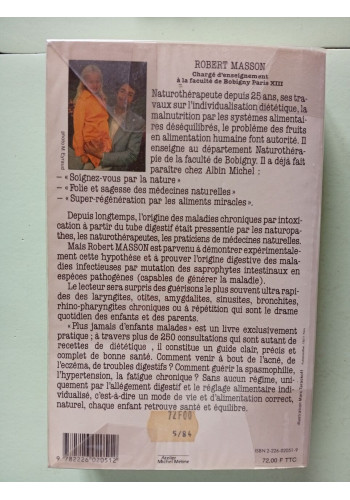 ROBERT MASSON
Chargé d'enseignement
à la faculté de Bobigny Paris XIII
Naturothérapeute depuis 25 ans, ses tra-
vaux sur l'individualisation diététique, la
malnutrition par les systèmes alimentai-
res déséquilibrés, le problème des fruits
en alimentation humaine font autorité. Il
enseigne au département Naturothéra-
pie de la faculté de Bobigny. Il a déjà fait
paraître chez Albin Michel :
— «Soignez-vous par la nature»
— «Folie et sagesse des médecines naturelles»
— «Super-régénération par les aliments miracles».
Depuis longtemps, l'origine des maladies chroniques par intoxi-
cation à partir du tube digestif était pressentie par les naturopa-
thes, les naturothérapeutes, les praticiens de médecines naturelles.
Mais Robert MASSON est parvenu à démontrer expérimentale-
ment cette hypothèse et à prouver l'origine digestive des mala-
dies infectieuses par mutation des saprophytes intestinaux en
espèces pathogènes (capables de générer la maladie).
Le lecteur sera surpris des guérisons le plus souvent ultra rapi-
des des laryngites, otites, amygdalites, sinusites, bronchites,
rhino-pharyngites chroniques ou à répétition qui sont le drame
quotidien des enfants et des parents.
«Plus jamais d'enfants malades» est un livre exclusivement
pratique ; à travers plus de 250 consultations qui sont autant de
recettes de diététique , il constitue un guide clair, précis et
complet de bonne santé. Comment venir à bout de l'acné, de
l'eczéma, de troubles digestifs ? Comment guérir la spasmophilie,
l'hypertension, la fatigue chronique ? Sans aucun régime, uni-
quement par l'allégement digestif et le réglage alimentaire indi-
vidualisé, c'est-à-dire un mode de vie et d'alimentation correct,
naturel, chaque enfant retrouve santé et équilibre.
72F00
5/84
9 782226 020512
Atelier
Michel Méline
ISBN 2-226-02051-9
72,00 F TTC